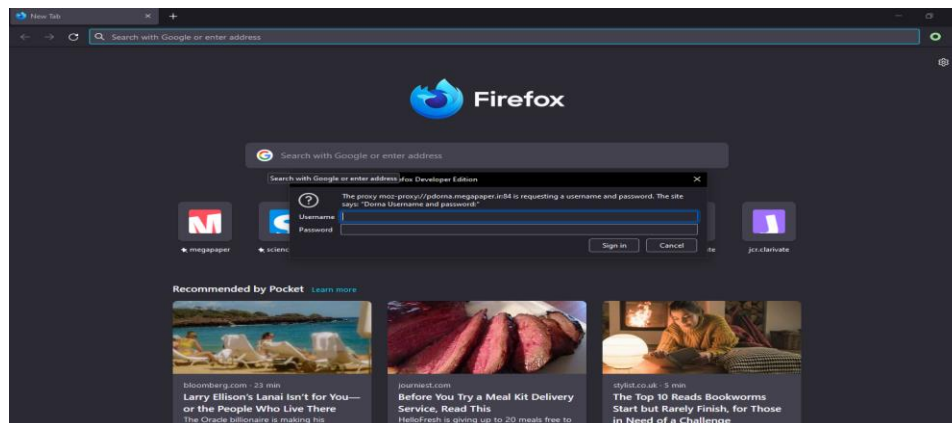 New Tab
Search with Google or enter address
Firefox
Search with Google or enter address
Search with Google or enter address
fox Developer Edition
The proxy moz-proxy://pdorna.megapaper.ir:84 is requesting a username and password. The site
says: "Dorna Username and password:"
Username
Password
Sign in
Cancel
megapaper
scienc
te
jcr.clarivate
Recommended by Pocket
Learn more
bloomberg.com · 23 min
Larry Ellison's Lanai Isn't for You—
or the People Who Live There
The Oracle billionaire is making his
journiest.com
Before You Try a Meal Kit Delivery
Service, Read This
HelloFresh is giving up to 20 meals free to
stylist.co.uk · 5 min
The Top 10 Reads Bookworms
Start but Rarely Finish, for Those
in Need of a Challenge